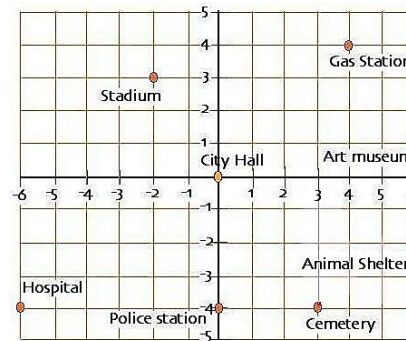 5
4
Gas Station
3
Stadium
2
1
City Hall Art museum
-6 -5 -4 -3 -2 -1 1 2 3 4 5
-1
-2
-3 Animal Shelter
Hospital
Police station -4
Cemetery
-5